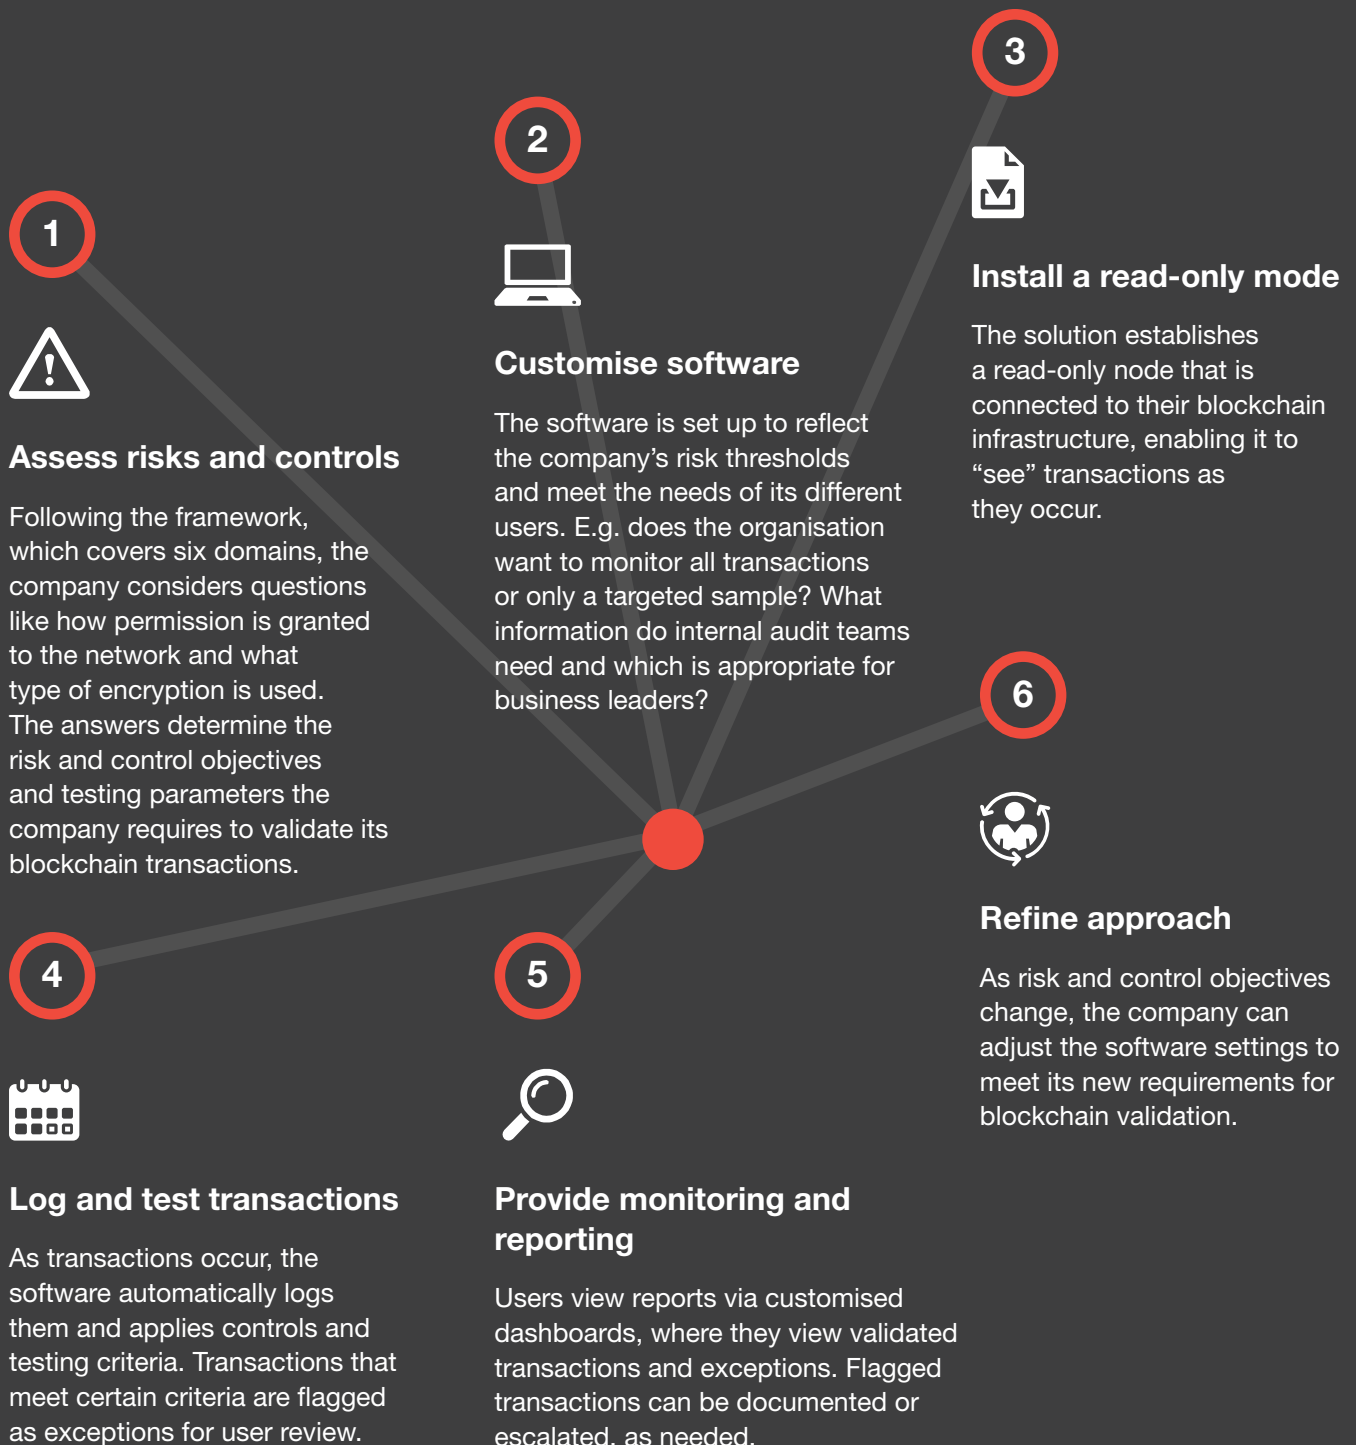 1
Assess risks and controls
Following the framework,
which covers six domains, the
company considers questions
like how permission is granted
to the network and what
type of encryption is used.
The answers determine the
risk and control objectives
and testing parameters the
company requires to validate its
blockchain transactions.
2
Customise software
The software is set up to reflect
the company’s risk thresholds
and meet the needs of its different
users. E.g. does the organisation
want to monitor all transactions
or only a targeted sample? What
information do internal audit teams
need and which is appropriate for
business leaders?
3
Install a read-only mode
The solution establishes
a read-only node that is
connected to their blockchain
infrastructure, enabling it to
“see” transactions as
they occur.
4
Log and test transactions
As transactions occur, the
software automatically logs
them and applies controls and
testing criteria. Transactions that
meet certain criteria are flagged
as exceptions for user review.
5
Provide monitoring and
reporting
Users view reports via customised
dashboards, where they view validated
transactions and exceptions. Flagged
transactions can be documented or
escalated, as needed.
6
Refine approach
As risk and control objectives
change, the company can
adjust the software settings to
meet its new requirements for
blockchain validation.